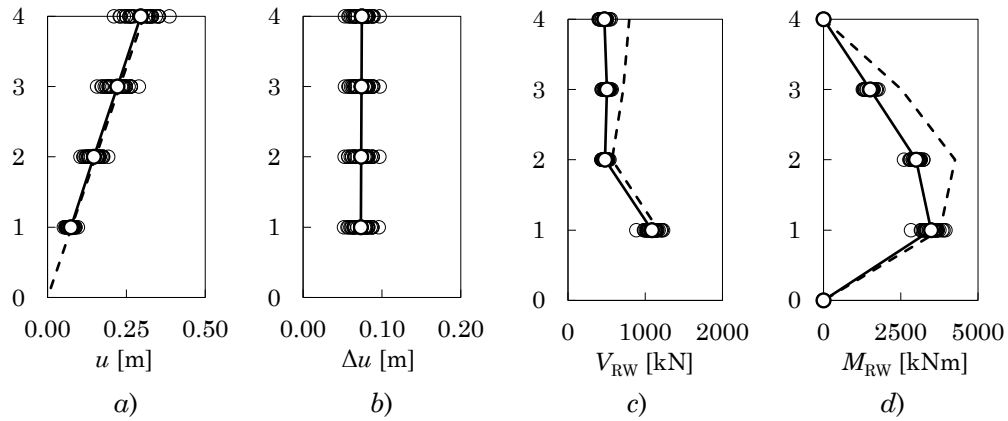 4 4 4 4
3 3 3 3
2 2 2 2
1 1 1 1
0 0 0 0
0.00 0.25 0.50 0.00 0.10 0.20 0 1000 2000 0 2500 5000
u [m] Δu [m] V_RW [kN] M_RW [kNm]
a) b) c) d)